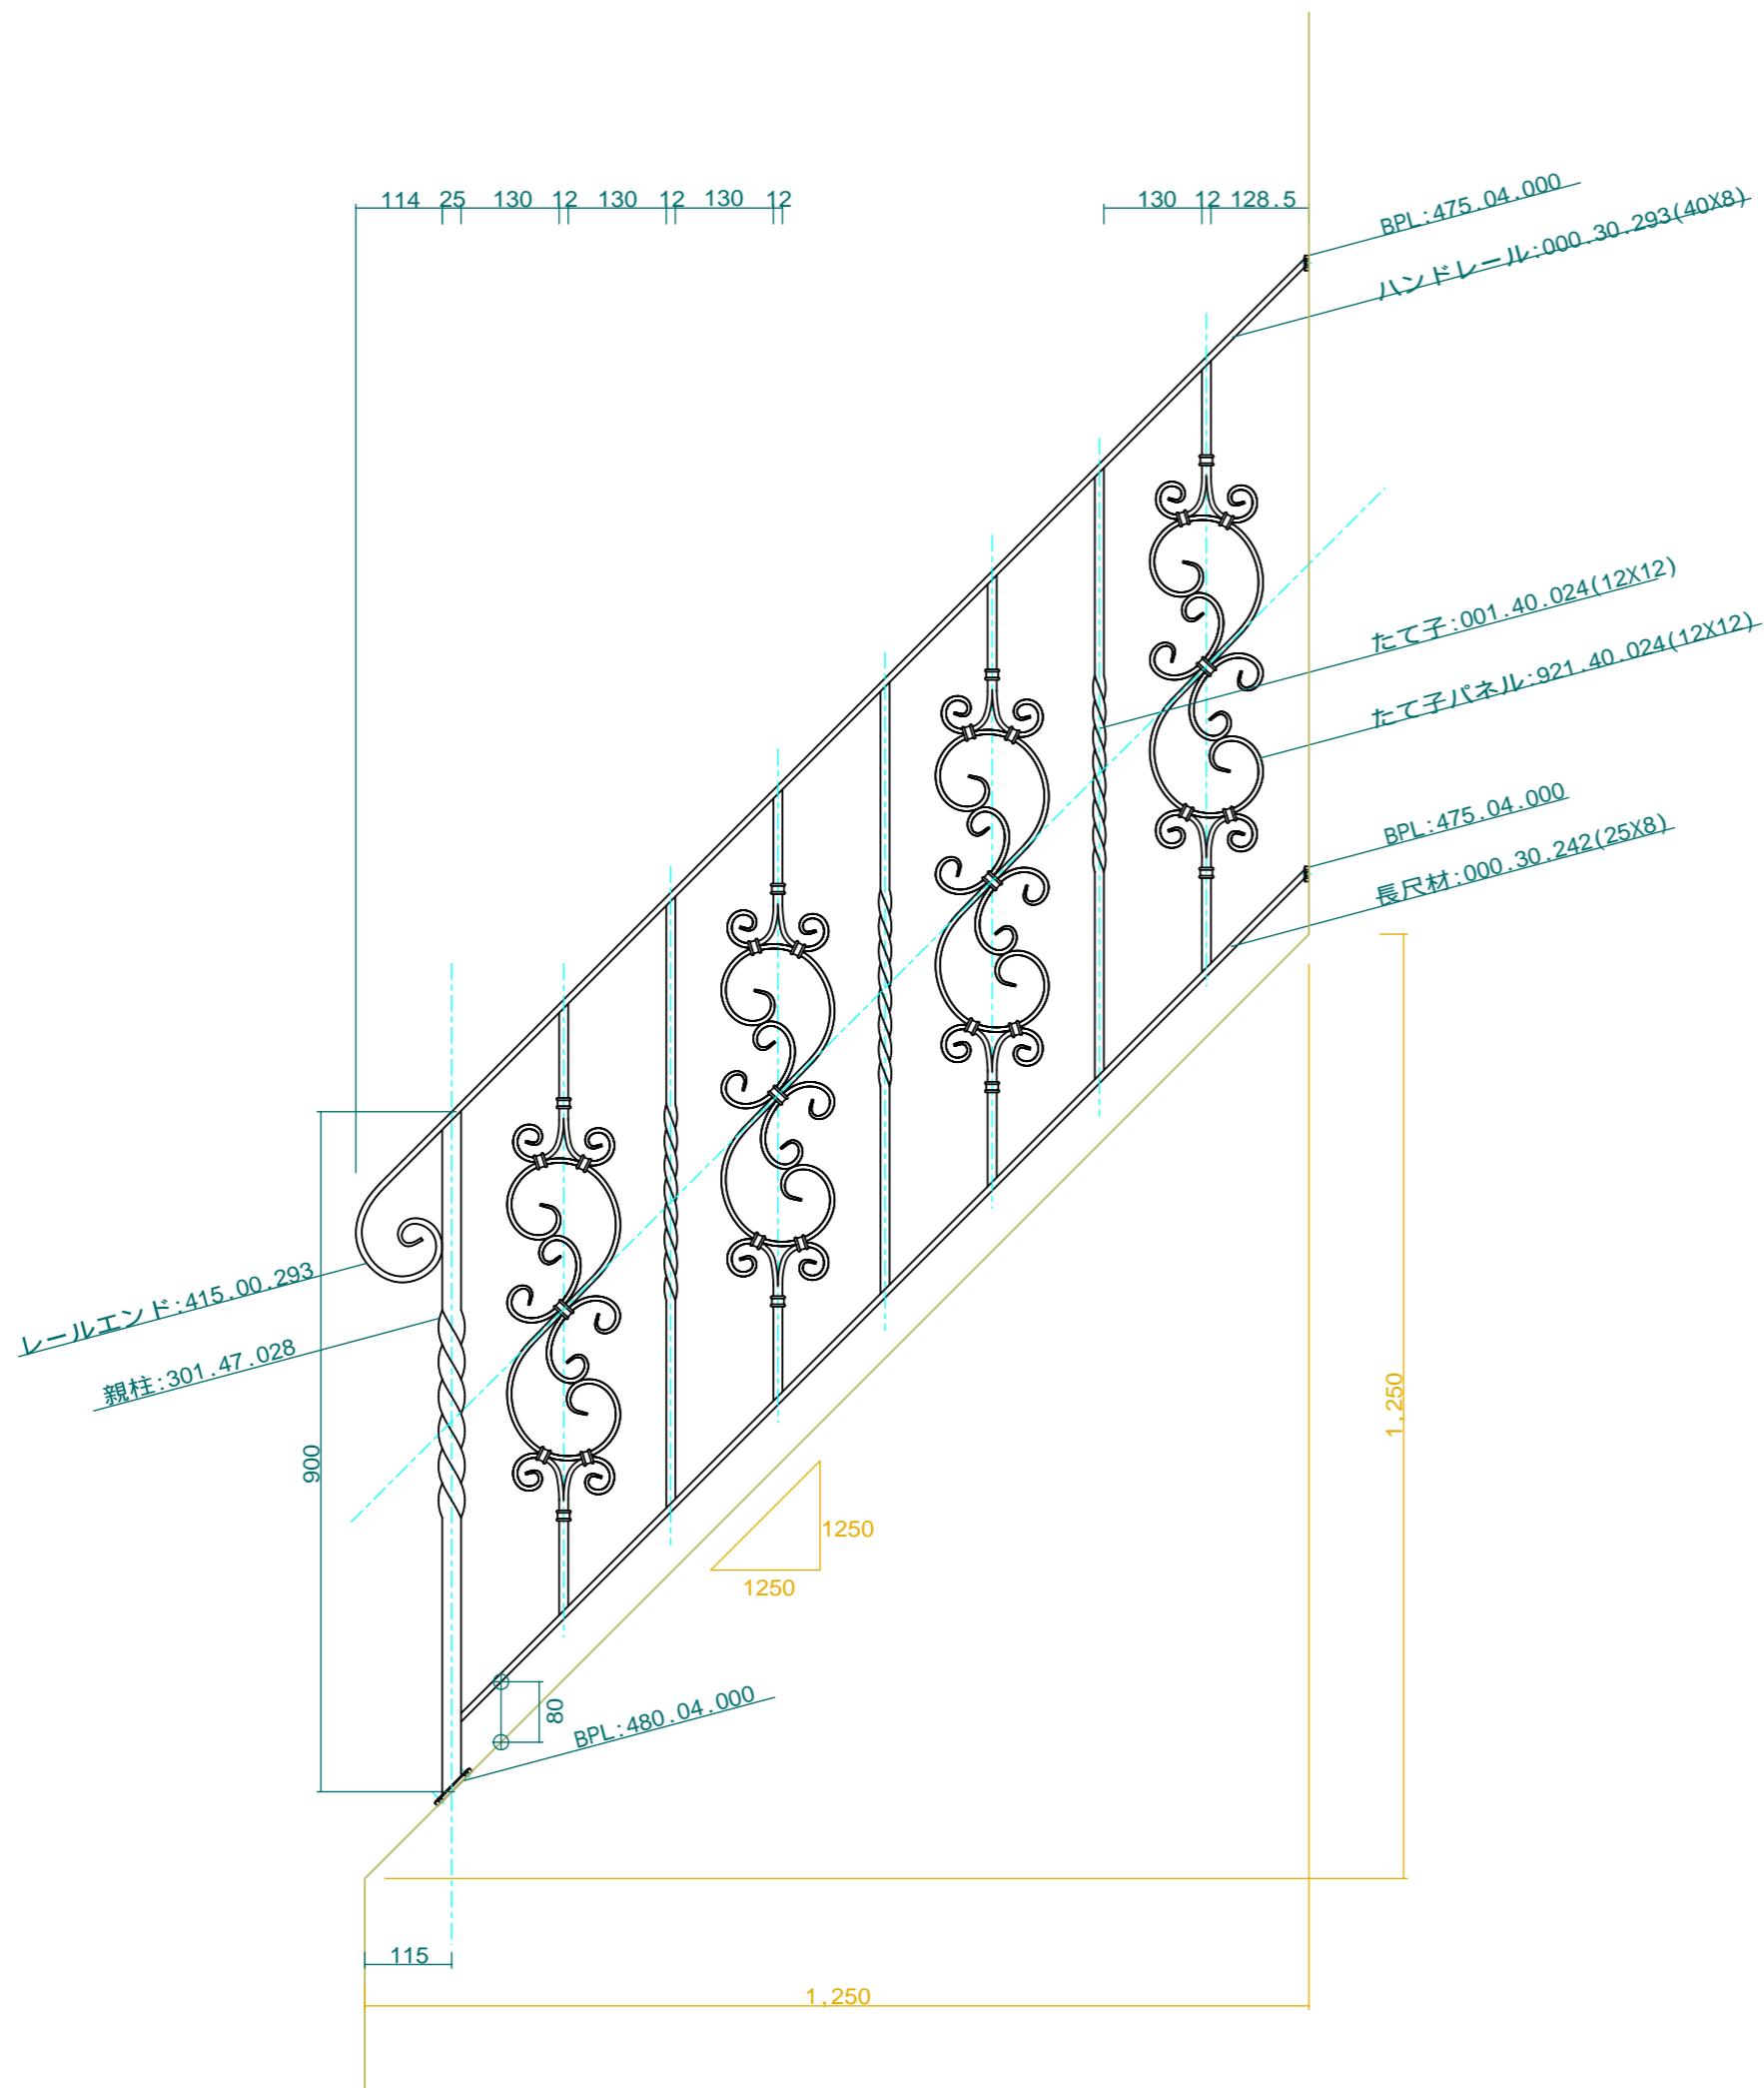 114 25 130 12 130 12 130 12
130 12 128.5
BPL:475.04.000
ハンドレール:000.30.293(40X8)
たて子:001.40.024(12X12)
たて子パネル:921.40.024(12X12)
BPL:475.04.000
長尺材:000.30.242(25X8)
レールエンド:415.00.293
親柱:301.47.028
900
1,250
1250
1250
80
BPL:480.04.000
115
1,250